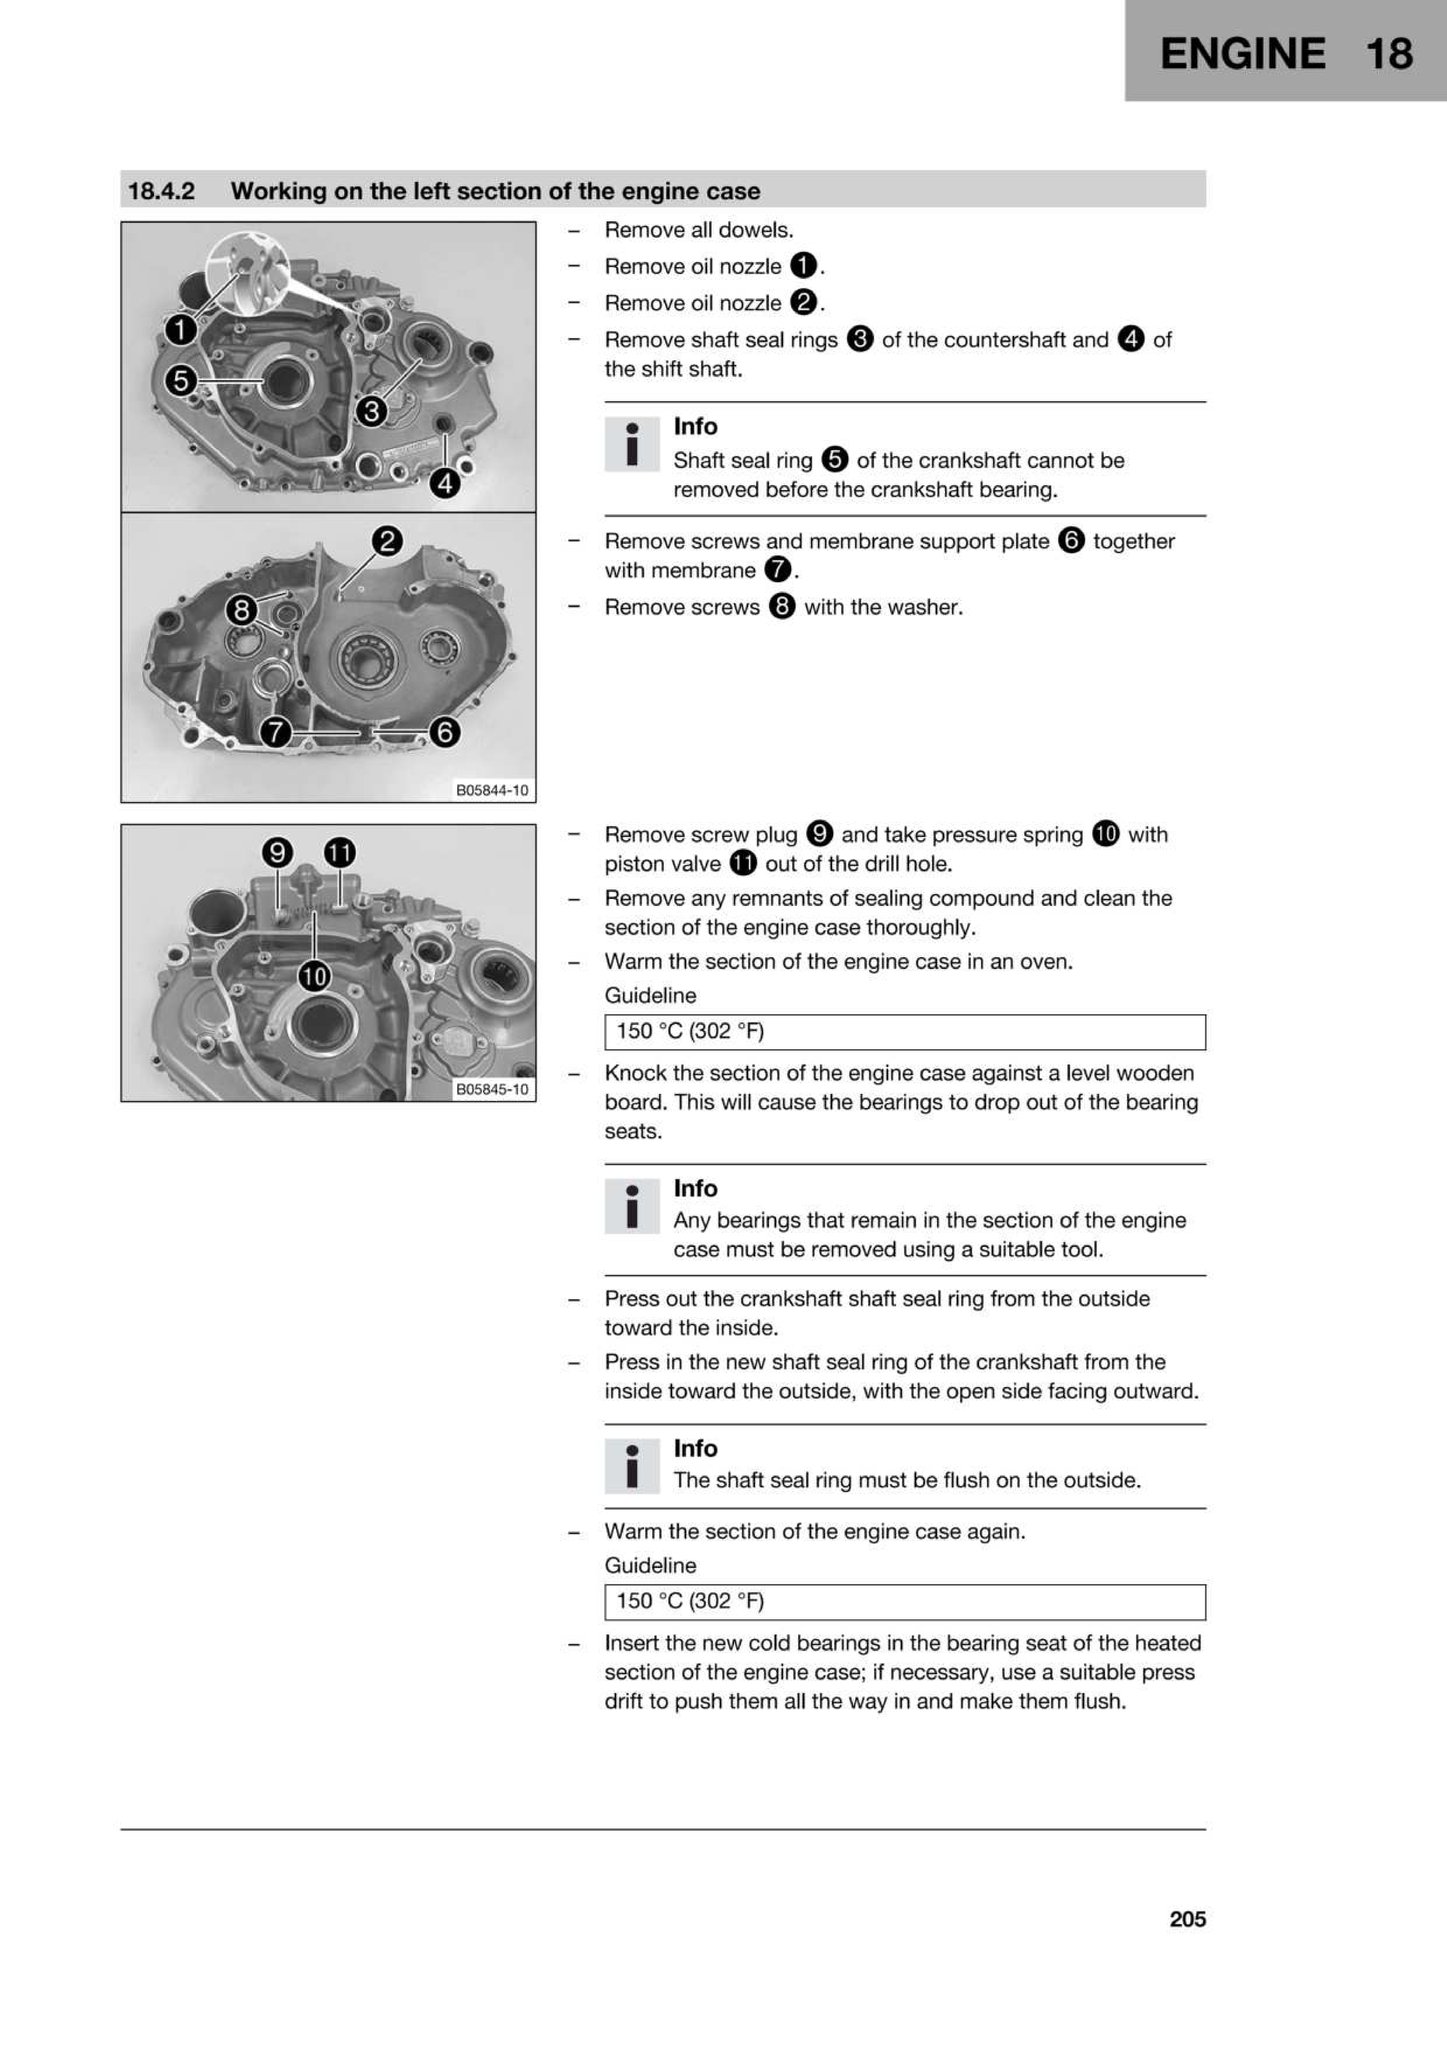 ENGINE 18
18.4.2 Working on the left section of the engine case
1
5
3
4
2
8
7
6
B05844-10
– Remove all dowels.
– Remove oil nozzle 1.
– Remove oil nozzle 2.
– Remove shaft seal rings 3 of the countershaft and 4 of
the shift shaft.
Info
Shaft seal ring 5 of the crankshaft cannot be
removed before the crankshaft bearing.
– Remove screws and membrane support plate 6 together
with membrane 7.
– Remove screws 8 with the washer.
9
11
10
B05845-10
– Remove screw plug 9 and take pressure spring 10 with
piston valve 11 out of the drill hole.
– Remove any remnants of sealing compound and clean the
section of the engine case thoroughly.
– Warm the section of the engine case in an oven.
Guideline
150 °C (302 °F)
– Knock the section of the engine case against a level wooden
board. This will cause the bearings to drop out of the bearing
seats.
Info
Any bearings that remain in the section of the engine
case must be removed using a suitable tool.
– Press out the crankshaft shaft seal ring from the outside
toward the inside.
– Press in the new shaft seal ring of the crankshaft from the
inside toward the outside, with the open side facing outward.
Info
The shaft seal ring must be flush on the outside.
– Warm the section of the engine case again.
Guideline
150 °C (302 °F)
– Insert the new cold bearings in the bearing seat of the heated
section of the engine case; if necessary, use a suitable press
drift to push them all the way in and make them flush.
205